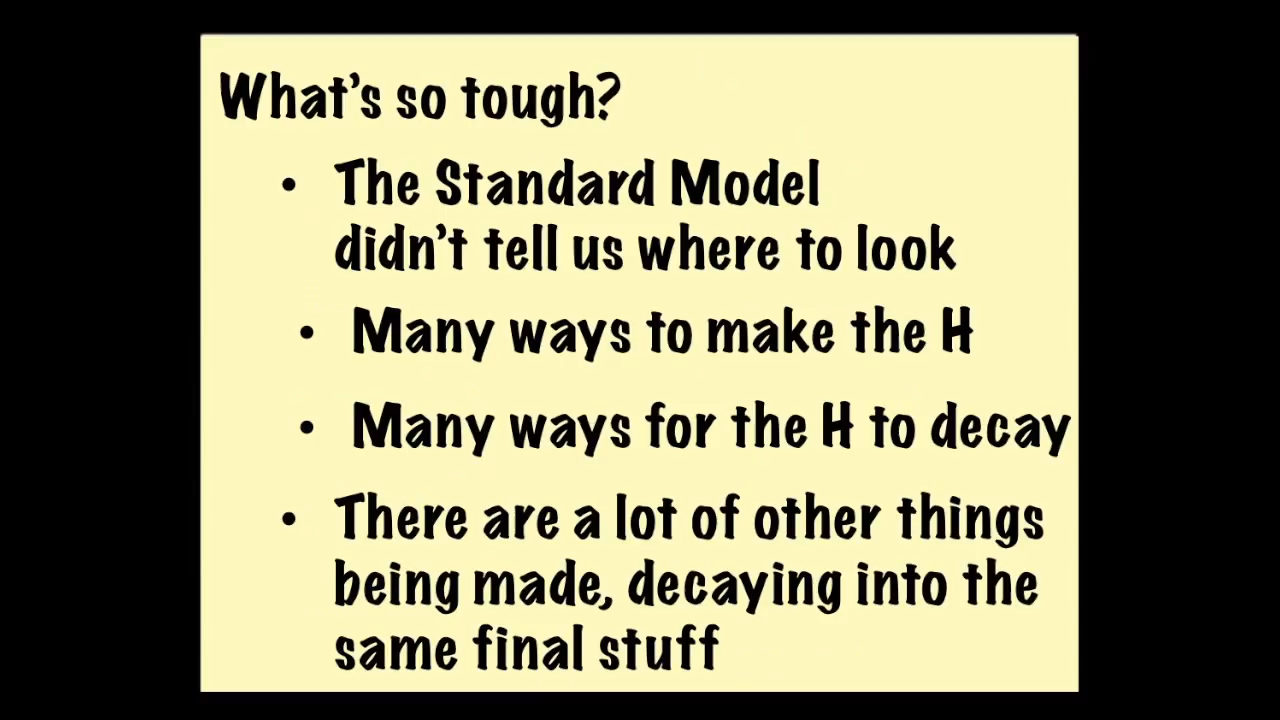 What's so tough?
• The Standard Model
didn't tell us where to look
• Many ways to make the H
• Many ways for the H to decay
• There are a lot of other things
being made, decaying into the
same final stuff